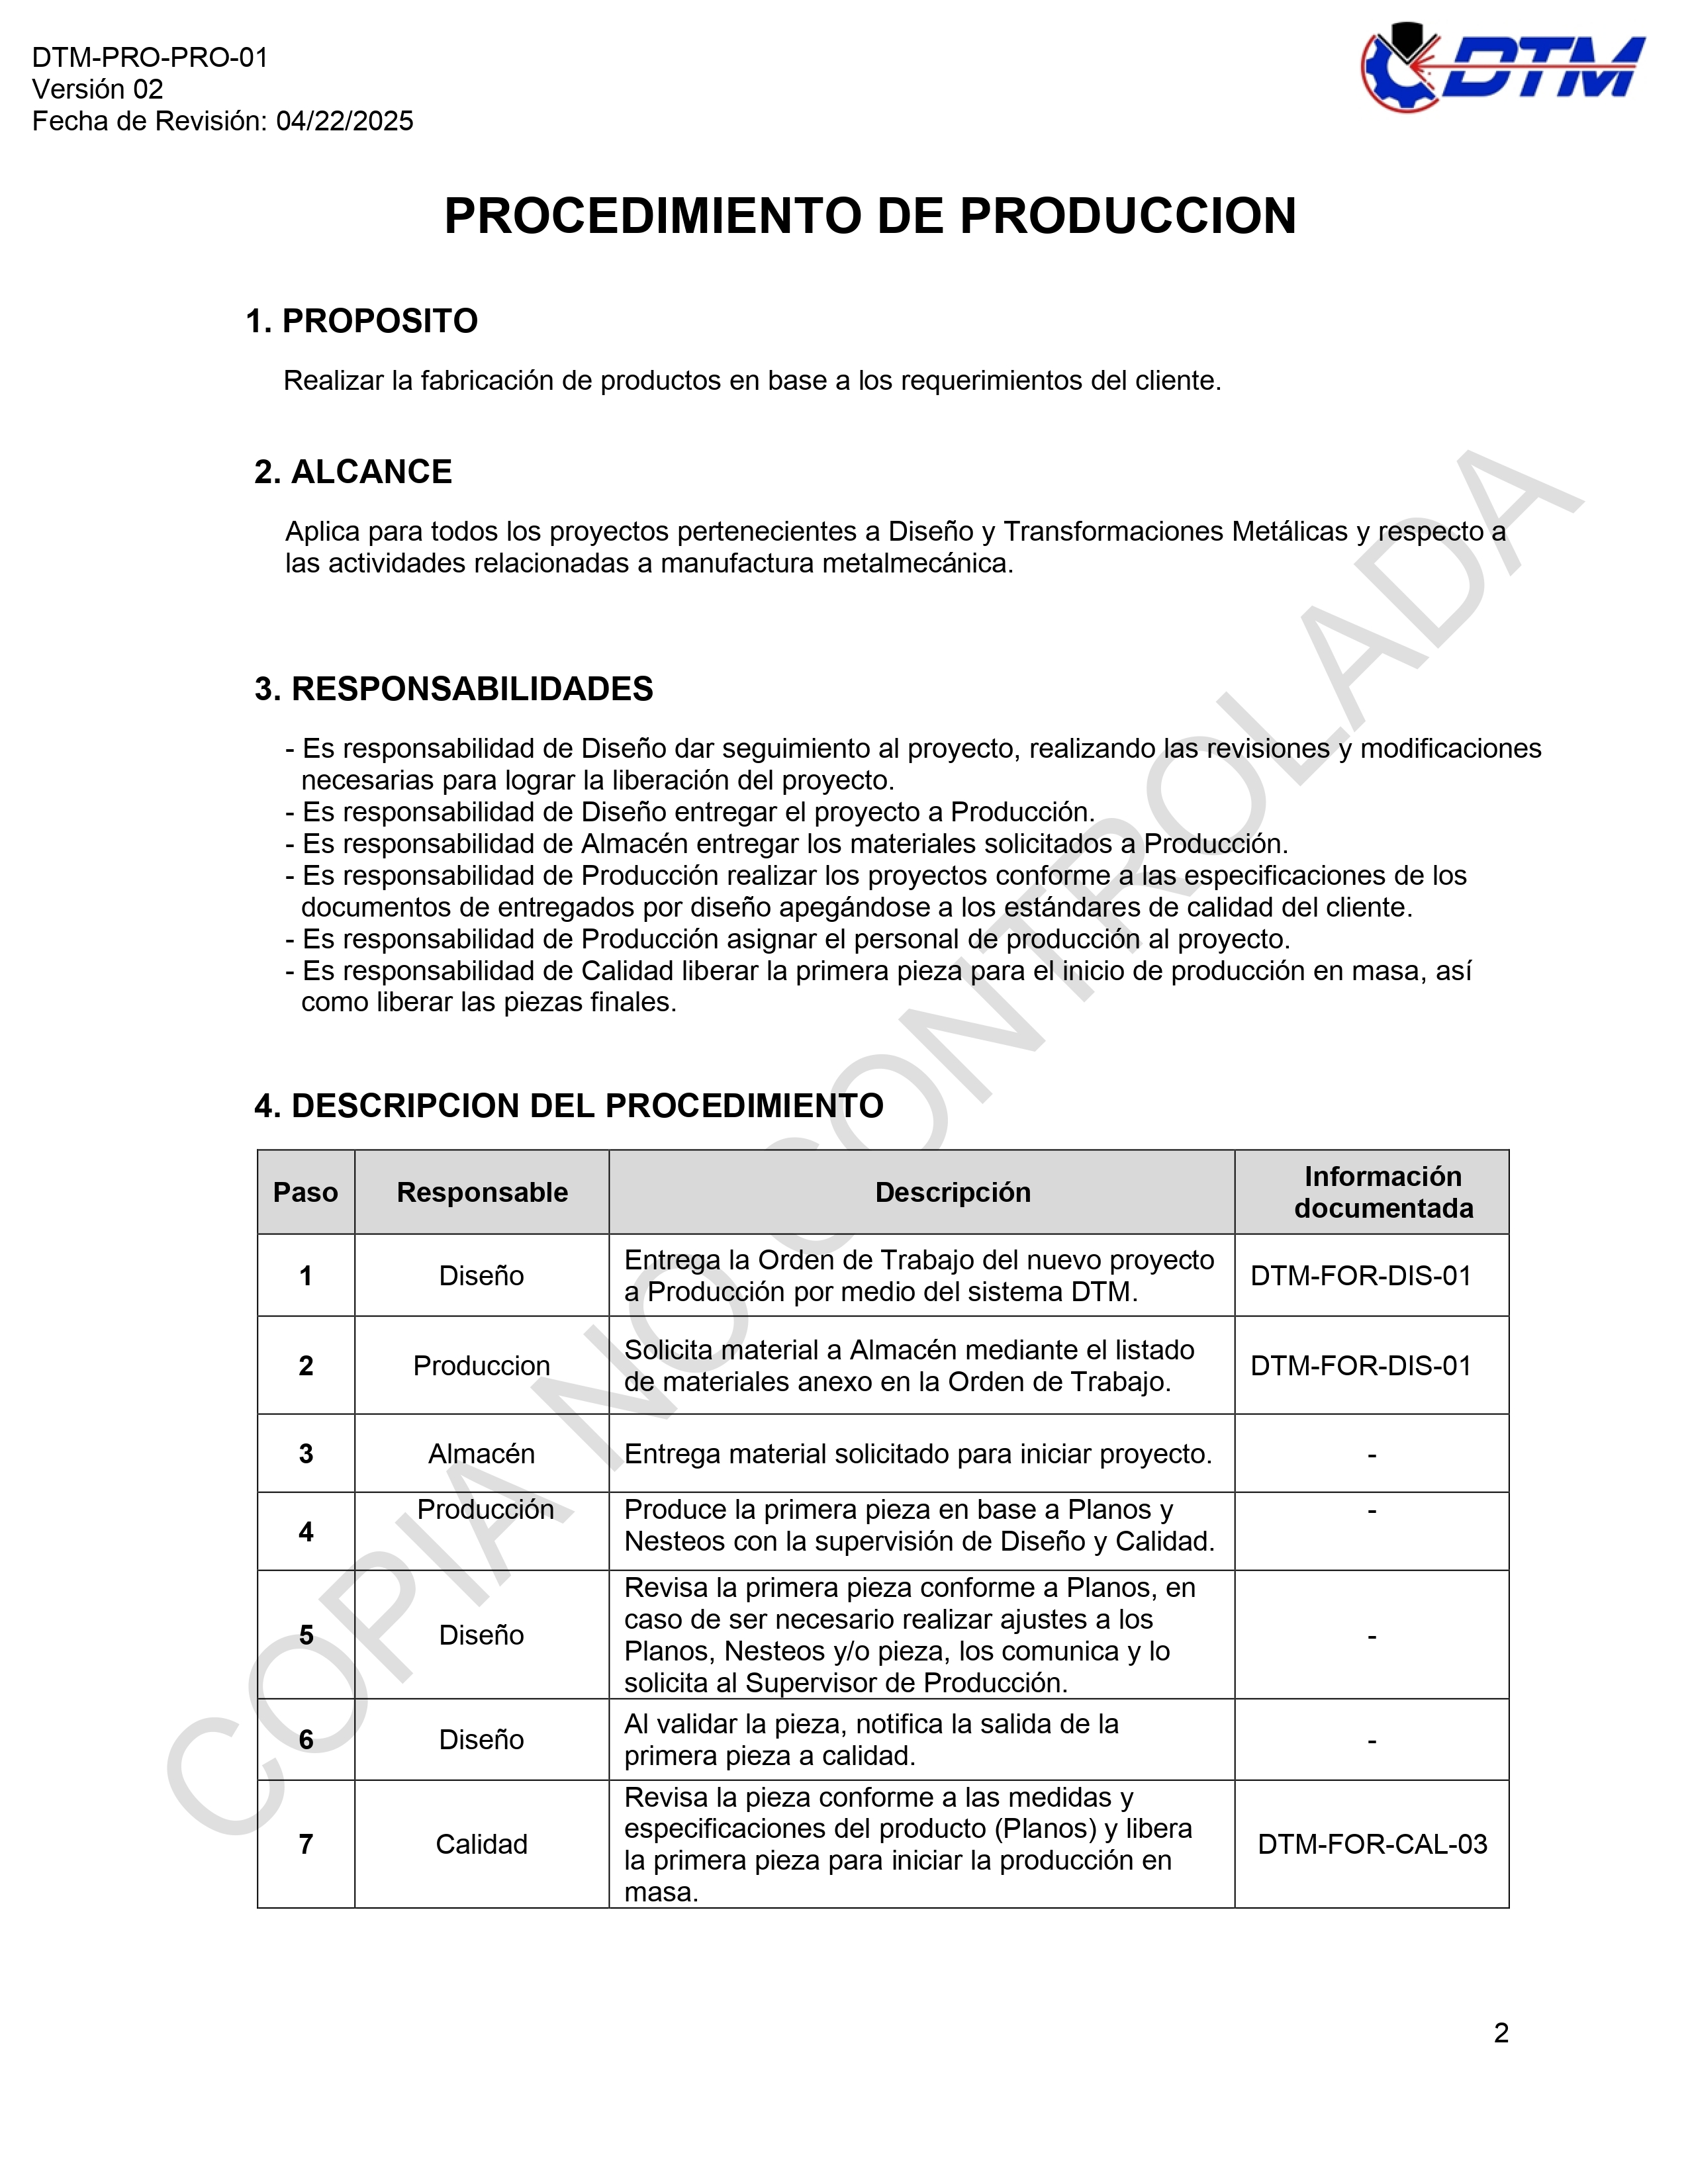 DTM-PRO-PRO-01
Versión 02
Fecha de Revisión: 04/22/2025
DTM
PROCEDIMIENTO DE PRODUCCION
1. PROPOSITO
Realizar la fabricación de productos en base a los requerimientos del cliente.
2. ALCANCE
Aplica para todos los proyectos pertenecientes a Diseño y Transformaciones Metálicas y respecto a
las actividades relacionadas a manufactura metalmecánica.
3. RESPONSABILIDADES
- Es responsabilidad de Diseño dar seguimiento al proyecto, realizando las revisiones y modificaciones
necesarias para lograr la liberación del proyecto.
- Es responsabilidad de Diseño entregar el proyecto a Producción.
- Es responsabilidad de Almacén entregar los materiales solicitados a Producción.
- Es responsabilidad de Producción realizar los proyectos conforme a las especificaciones de los
documentos de entregados por diseño apegándose a los estándares de calidad del cliente.
- Es responsabilidad de Producción asignar el personal de producción al proyecto.
- Es responsabilidad de Calidad liberar la primera pieza para el inicio de producción en masa, así
como liberar las piezas finales.
4. DESCRIPCION DEL PROCEDIMIENTO
Paso Responsable Descripción Información
documentada
1 Diseño Entrega la Orden de Trabajo del nuevo proyecto
a Producción por medio del sistema DTM. DTM-FOR-DIS-01
2 Produccion Solicita material a Almacén mediante el listado
de materiales anexo en la Orden de Trabajo. DTM-FOR-DIS-01
3 Almacén Entrega material solicitado para iniciar proyecto. -
4 Producción Produce la primera pieza en base a Planos y
Nesteos con la supervisión de Diseño y Calidad. -
5 Diseño Revisa la primera pieza conforme a Planos, en
caso de ser necesario realizar ajustes a los
Planos, Nesteos y/o pieza, los comunica y lo
solicita al Supervisor de Producción. -
6 Diseño Al validar la pieza, notifica la salida de la
primera pieza a calidad. -
7 Calidad Revisa la pieza conforme a las medidas y
especificaciones del producto (Planos) y libera
la primera pieza para iniciar la producción en
masa. DTM-FOR-CAL-03
COPIA NO CONTROLADA
2